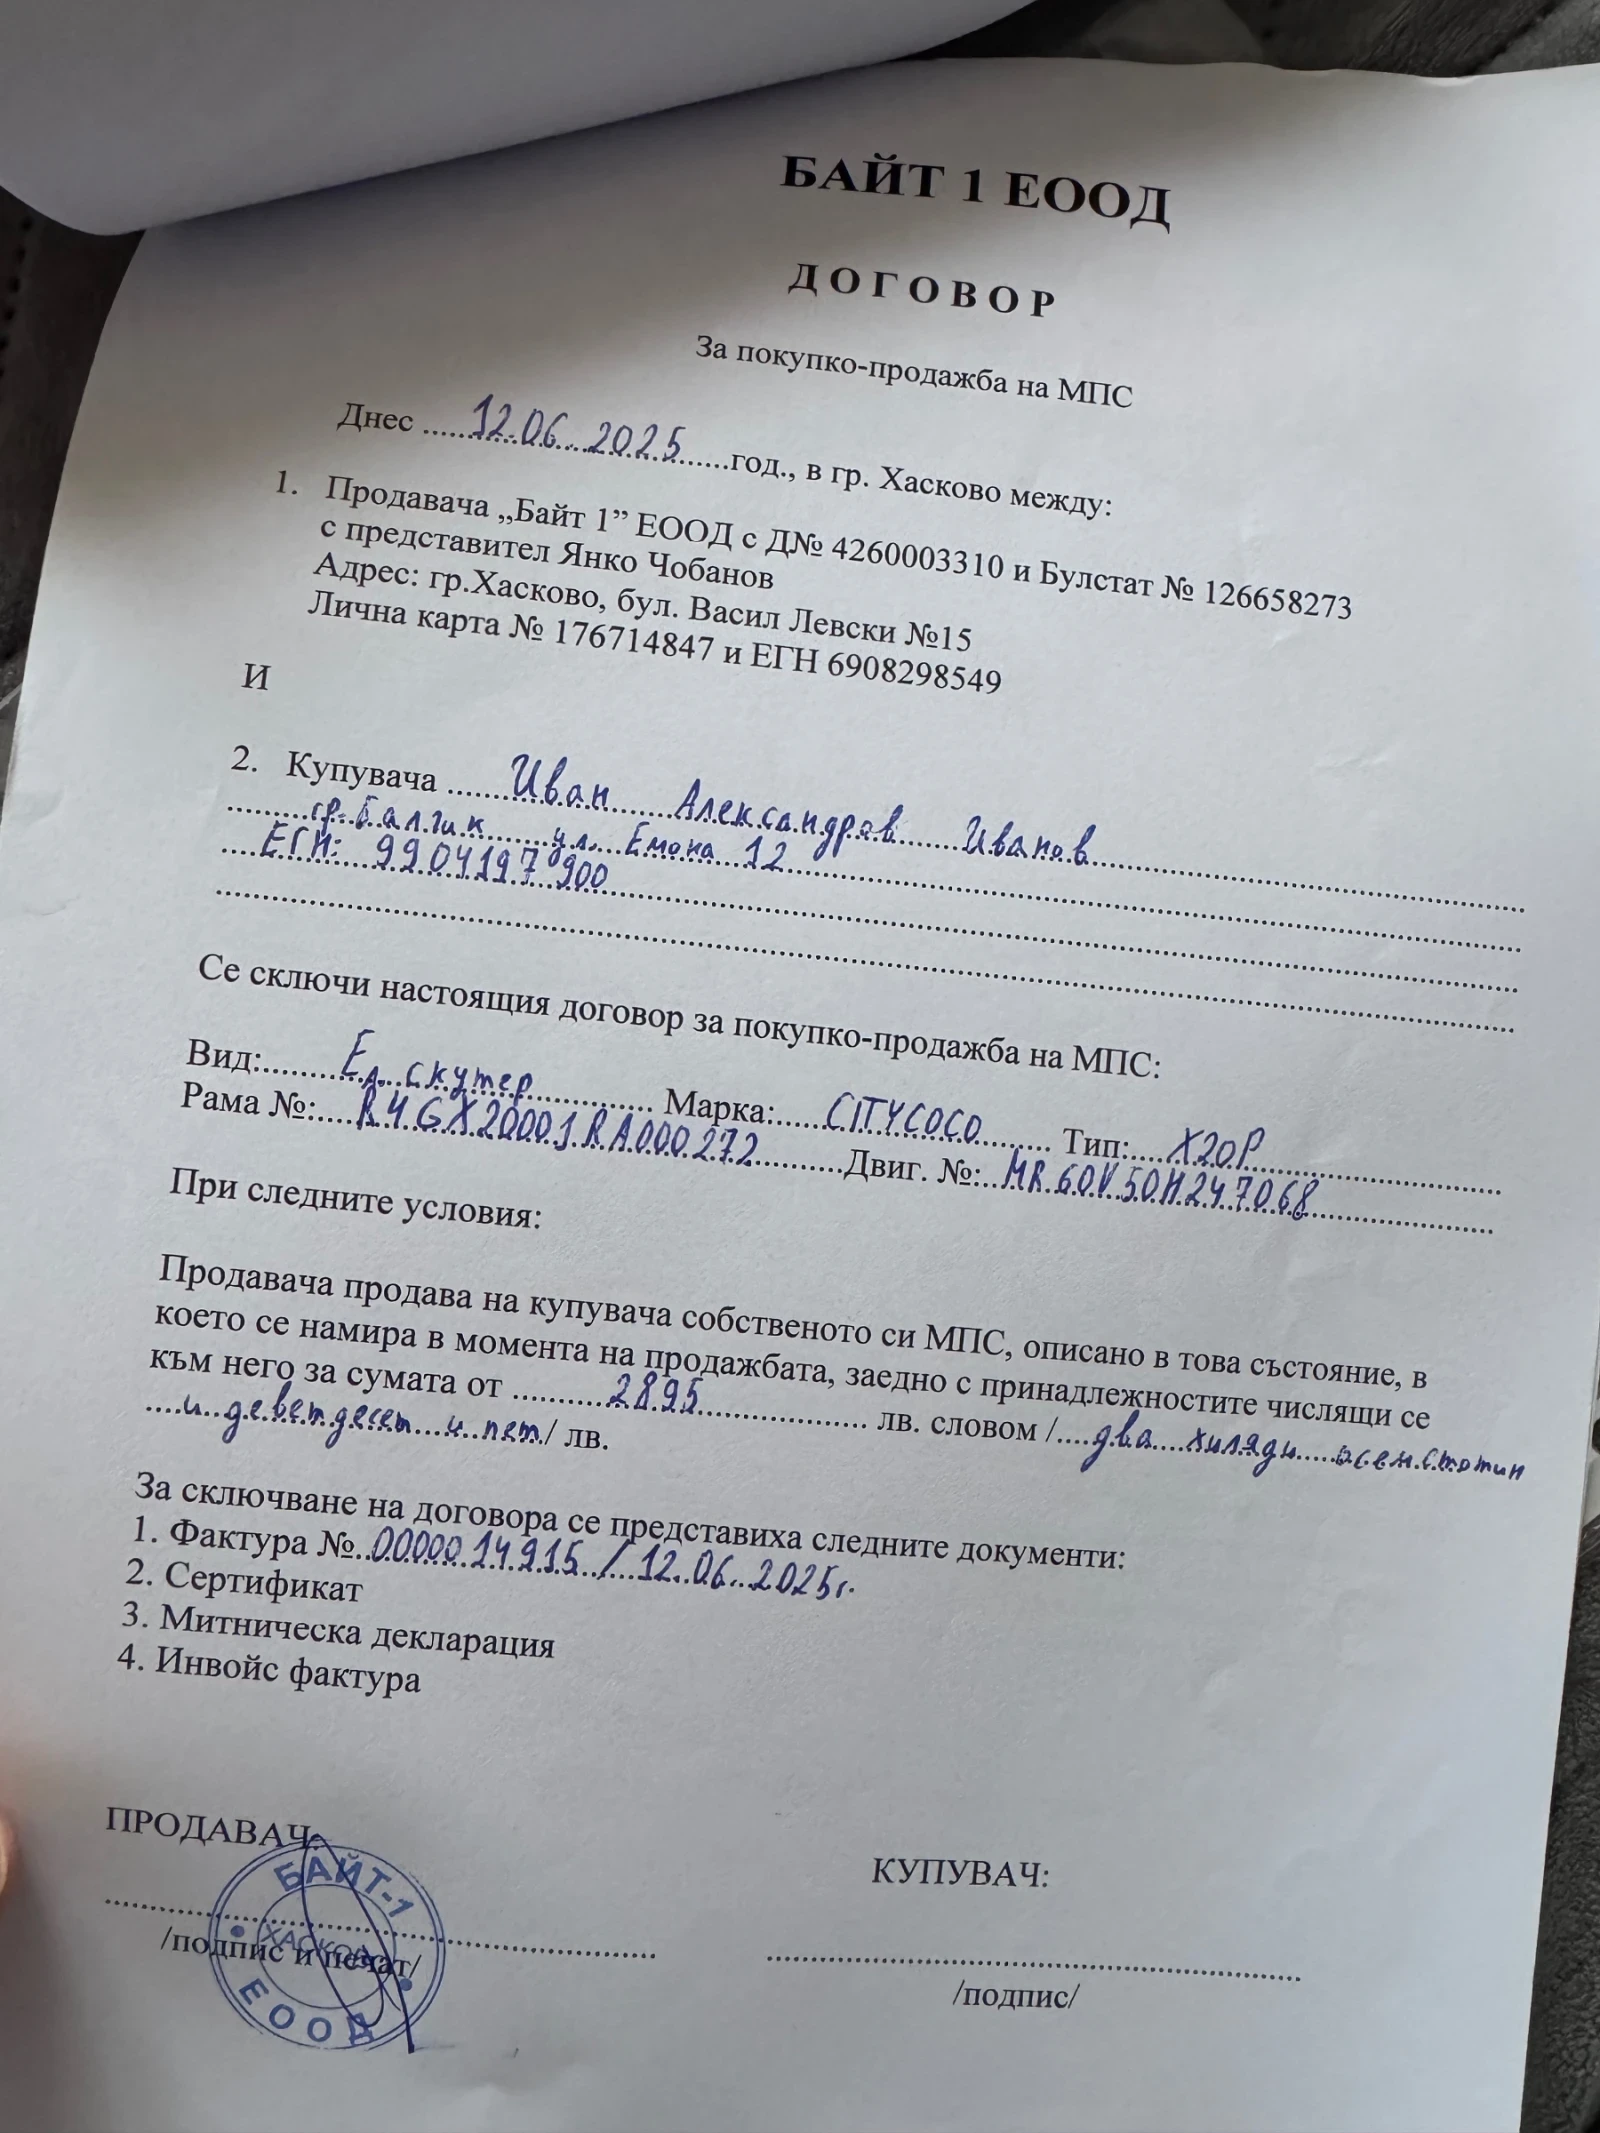 БАЙТ 1 ЕООД
ДОГОВОР
За покупко-продажба на МПС
Днес ......12.06.2025......год., в гр. Хасково между:
1. Продавача „Байт 1” ЕООД с Д№ 4260003310 и Булстат № 126658273
с представител Янко Чобанов
Адрес: гр.Хасково, бул. Васил Левски №15
Лична карта № 176714847 и ЕГН 6908298549
И
2. Купувача ......Иван Александров Иванов......
гр. Балчик ул. Емона 12
ЕГН: 9904197900
Се сключи настоящия договор за покупко-продажба на МПС:
Вид:......Ел. скутер...... Марка:......CITYCOCO...... Тип:....X20P......
Рама №:....R4GX20001RA000272..........Двиг. №:..MR60V50H247068......
При следните условия:
Продавача продава на купувача собственото си МПС, описано в това състояние, в
което се намира в момента на продажбата, заедно с принадлежностите числящи се
към него за сумата от ..........2895.................. лв. словом /....два хиляди осемстотин
....и деветдесет и пет/ лв.
За сключване на договора се представиха следните документи:
1. Фактура №..0000014915 / 12.06.2025г.
2. Сертификат
3. Митническа декларация
4. Инвойс фактура
ПРОДАВАЧ:
КУПУВАЧ:
/подпис и печат/
/подпис/
БАЙТ-1
ХАСКОВО
ЕООД